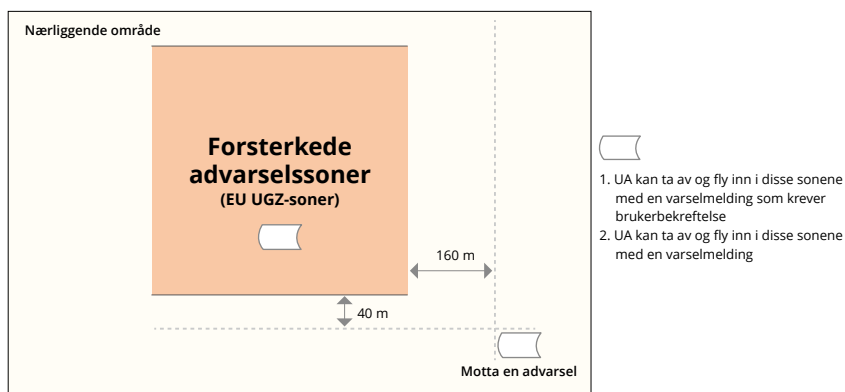 Nærliggende område
Forsterkede
advarselssoner
(EU UGZ-soner)
160 m
40 m
Motta en advarsel
1. UA kan ta av og fly inn i disse sonene
med en varselmelding som krever
brukerbekreftelse
2. UA kan ta av og fly inn i disse sonene
med en varselmelding